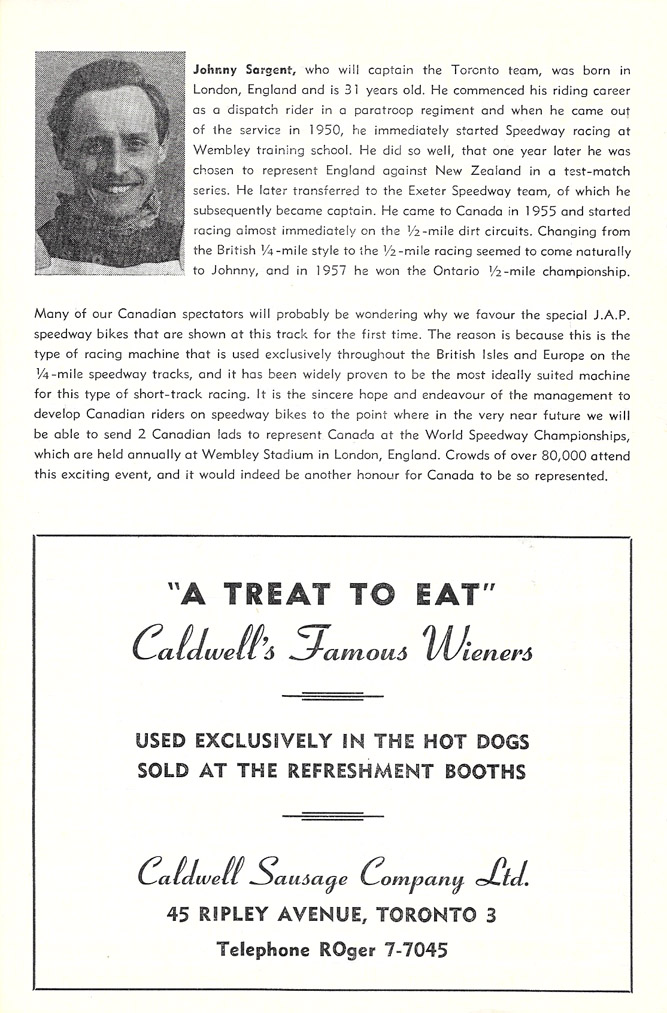 Johnny Sargent, who will captain the Toronto team, was born in
London, England and is 31 years old. He commenced his riding career
as a dispatch rider in a paratroop regiment and when he came out
of the service in 1950, he immediately started Speedway racing at
Wembley training school. He did so well, that one year later he was
chosen to represent England against New Zealand in a test-match
series. He later transferred to the Exeter Speedway team, of which he
subsequently became captain. He came to Canada in 1955 and started
racing almost immediately on the ½-mile dirt circuits. Changing from
the British ¼-mile style to the ½-mile racing seemed to come naturally
to Johnny, and in 1957 he won the Ontario ½-mile championship.
Many of our Canadian spectators will probably be wondering why we favour the special J.A.P.
speedway bikes that are shown at this track for the first time. The reason is because this is the
type of racing machine that is used exclusively throughout the British Isles and Europe on the
¼-mile speedway tracks, and it has been widely proven to be the most ideally suited machine
for this type of short-track racing. It is the sincere hope and endeavour of the management to
develop Canadian riders on speedway bikes to the point where in the very near future we will
be able to send 2 Canadian lads to represent Canada at the World Speedway Championships,
which are held annually at Wembley Stadium in London, England. Crowds of over 80,000 attend
this exciting event, and it would indeed be another honour for Canada to be so represented.
"A TREAT TO EAT"
Caldwell's Famous Wieners
USED EXCLUSIVELY IN THE HOT DOGS
SOLD AT THE REFRESHMENT BOOTHS
Caldwell Sausage Company Ltd.
45 RIPLEY AVENUE, TORONTO 3
Telephone ROger 7-7045